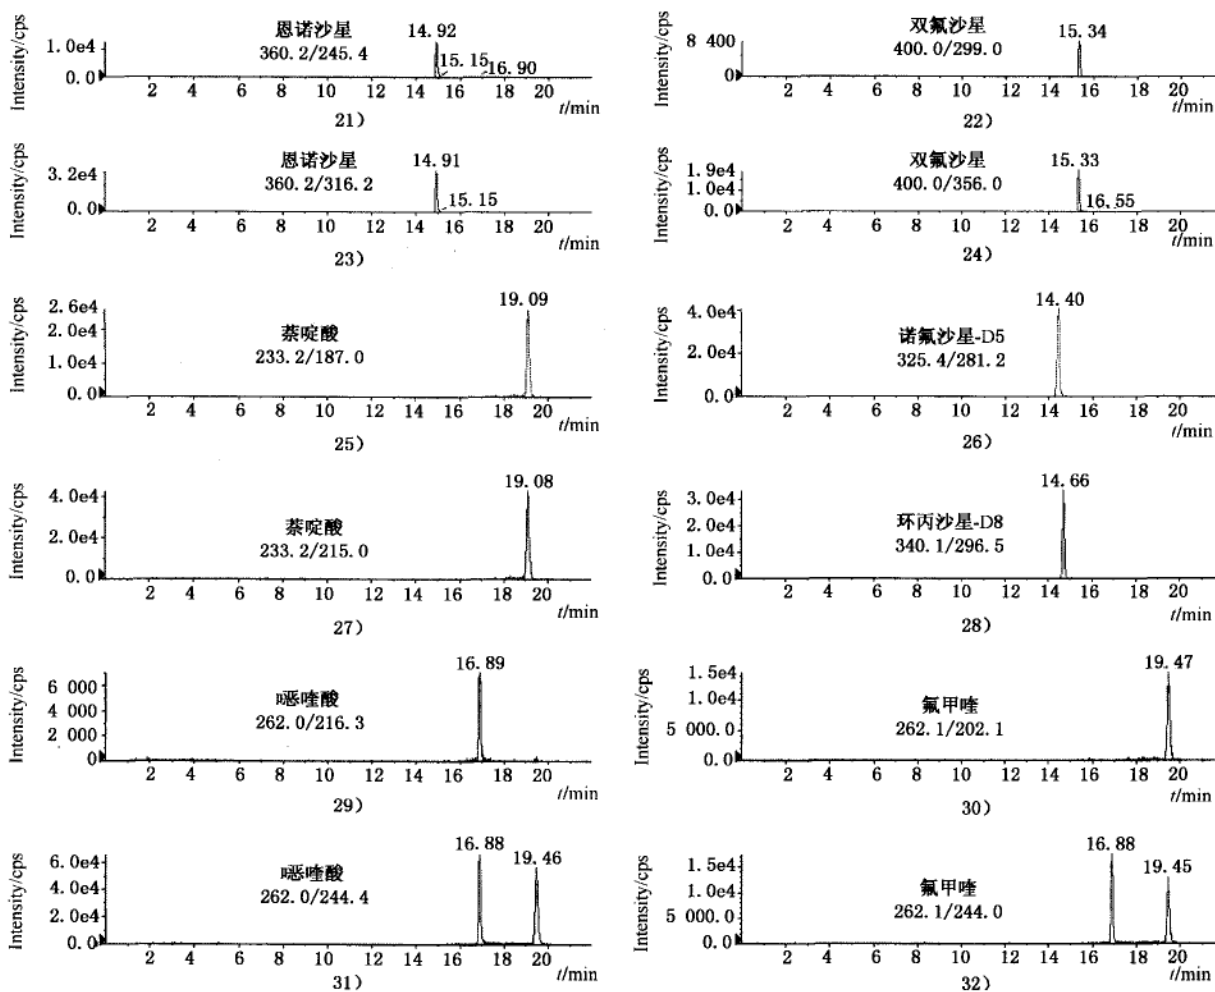 恩诺沙星
360.2/245.4
14.92
15.15
16.90
Intensity/cps
1.0e4
0.0
2 4 6 8 10 12 14 16 18 20
t/min
21)
双氟沙星
400.0/299.0
15.34
Intensity/cps
8 400
0
2 4 6 8 10 12 14 16 18 20
t/min
22)
恩诺沙星
360.2/316.2
14.91
15.15
Intensity/cps
3.2e4
0.0
2 4 6 8 10 12 14 16 18 20
t/min
23)
双氟沙星
400.0/356.0
15.33
16.55
Intensity/cps
1.9e4
1.0e4
0.0
2 4 6 8 10 12 14 16 18 20
t/min
24)
萘啶酸
233.2/187.0
19.09
Intensity/cps
2.6e4
2.0e4
1.0e4
0.0
2 4 6 8 10 12 14 16 18 20
t/min
25)
诺氟沙星-D5
325.4/281.2
14.40
Intensity/cps
4.0e4
2.0e4
0.0
2 4 6 8 10 12 14 16 18 20
t/min
26)
萘啶酸
233.2/215.0
19.08
Intensity/cps
4.0e4
2.0e4
0.0
2 4 6 8 10 12 14 16 18 20
t/min
27)
环丙沙星-D8
340.1/296.5
14.66
Intensity/cps
3.0e4
2.0e4
1.0e4
0.0
2 4 6 8 10 12 14 16 18 20
t/min
28)
噁喹酸
262.0/216.3
16.89
Intensity/cps
6 000
4 000
2 000
0
2 4 6 8 10 12 14 16 18 20
t/min
29)
氟甲喹
262.1/202.1
19.47
Intensity/cps
1.5e4
1.0e4
5 000.0
0.0
2 4 6 8 10 12 14 16 18 20
t/min
30)
噁喹酸
262.0/244.4
16.88
19.46
Intensity/cps
6.0e4
4.0e4
2.0e4
0.0
2 4 6 8 10 12 14 16 18 20
t/min
31)
氟甲喹
262.1/244.0
16.88
19.45
Intensity/cps
1.5e4
1.0e4
5 000.0
0.0
2 4 6 8 10 12 14 16 18 20
t/min
32)